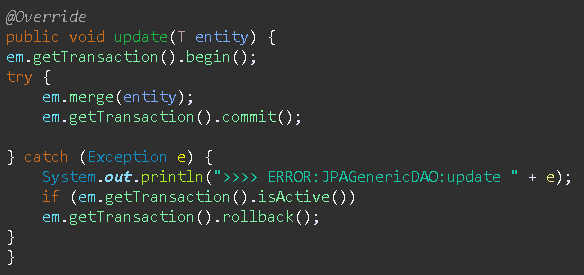 @Override
public void update(T entity) {
em.getTransaction().begin();
try {
    em.merge(entity);
    em.getTransaction().commit();

} catch (Exception e) {
    System.out.println(">>>> ERROR:JPAGenericDAO:update " + e);
    if (em.getTransaction().isActive())
    em.getTransaction().rollback();
}
}